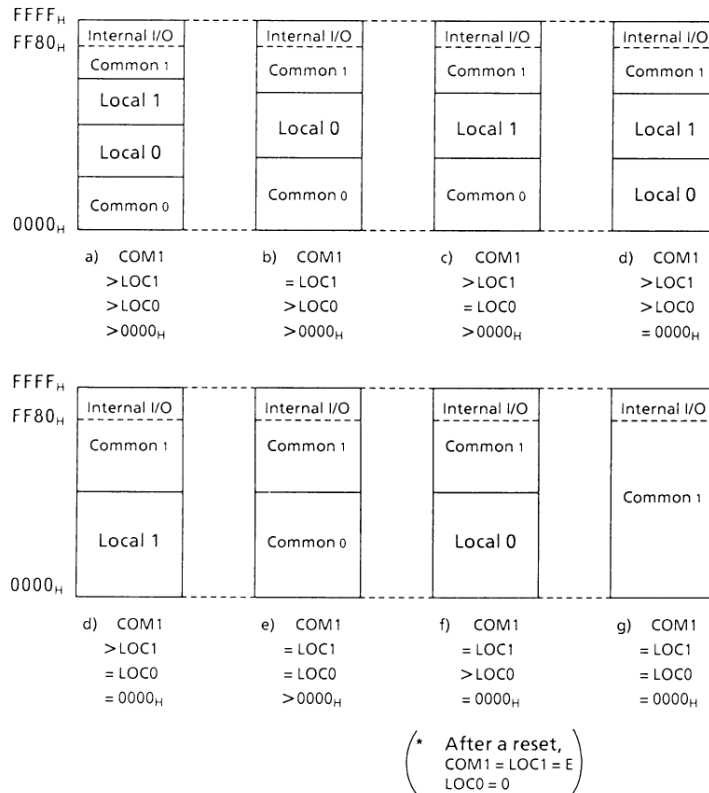 FFFFH
FF80H
Internal I/O Internal I/O Internal I/O Internal I/O
Common 1 Common 1 Common 1 Common 1
Local 1 Local 0 Local 1 Local 1
Local 0
Common 0 Common 0 Common 0 Local 0
0000H
a) COM1 b) COM1 c) COM1 d) COM1
>LOC1 = LOC1 >LOC1 >LOC1
>LOC0 >LOC0 = LOC0 >LOC0
>0000H >0000H >0000H = 0000H
FFFFH
FF80H
Internal I/O Internal I/O Internal I/O Internal I/O
Common 1 Common 1 Common 1
Common 1
Local 1 Common 0 Local 0
0000H
d) COM1 e) COM1 f) COM1 g) COM1
>LOC1 = LOC1 = LOC1 = LOC1
= LOC0 = LOC0 >LOC0 = LOC0
= 0000H >0000H = 0000H = 0000H
* After a reset,
COM1 = LOC1 = E
LOC0 = 0